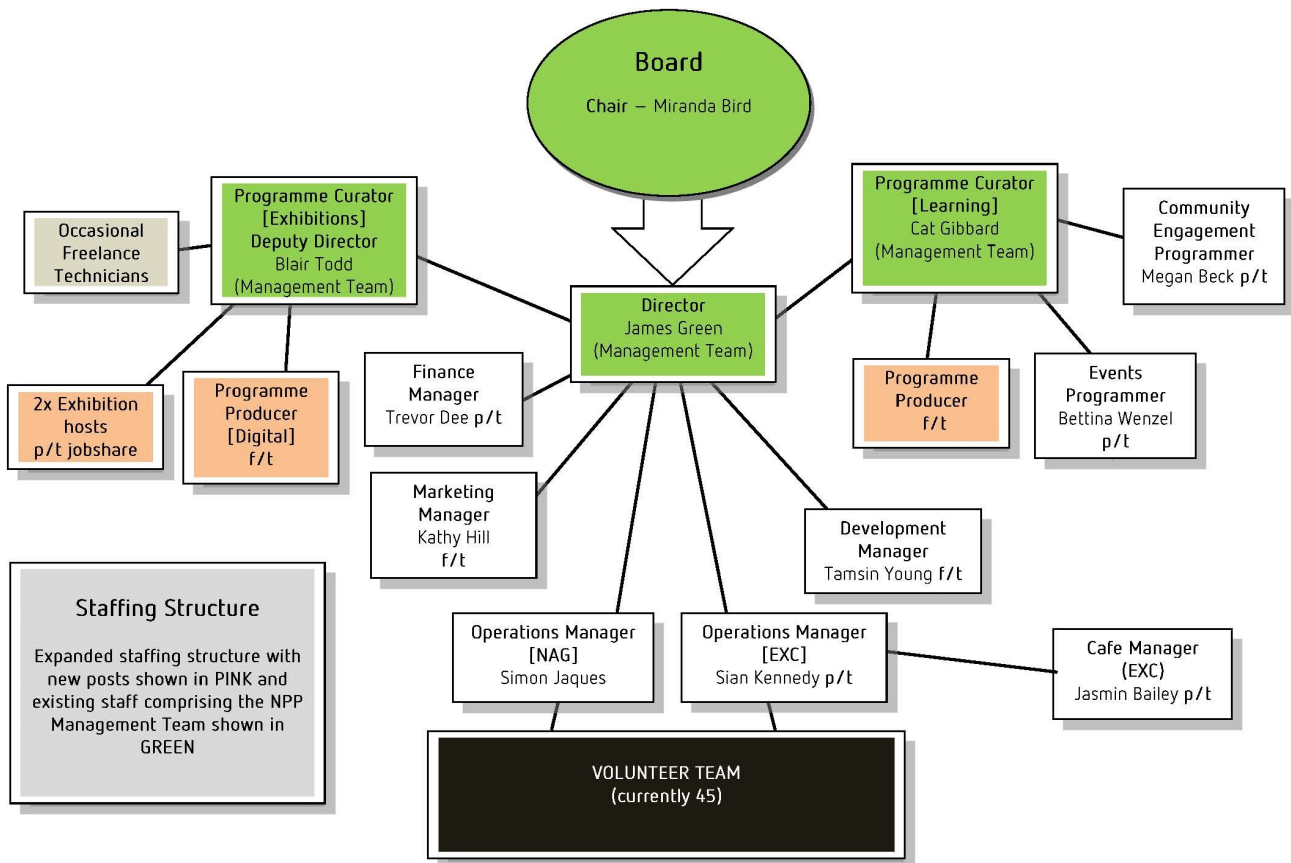 Board
Chair – Miranda Bird
Programme Curator
[Exhibitions]
Deputy Director
Blair Todd
(Management Team)
Occasional
Freelance
Technicians
2x Exhibition
hosts
p/t jobshare
Programme
Producer
[Digital]
f/t
Director
James Green
(Management Team)
Programme Curator
[Learning]
Cat Gibbard
(Management Team)
Community
Engagement
Programmer
Megan Beck p/t
Programme
Producer
f/t
Events
Programmer
Bettina Wenzel
p/t
Finance
Manager
Trevor Dee p/t
Marketing
Manager
Kathy Hill
f/t
Development
Manager
Tamsin Young f/t
Operations Manager
[NAG]
Simon Jaques
Operations Manager
[EXC]
Sian Kennedy p/t
Cafe Manager
(EXC)
Jasmin Bailey p/t
Staffing Structure
Expanded staffing structure with
new posts shown in PINK and
existing staff comprising the NPP
Management Team shown in
GREEN
VOLUNTEER TEAM
(currently 45)